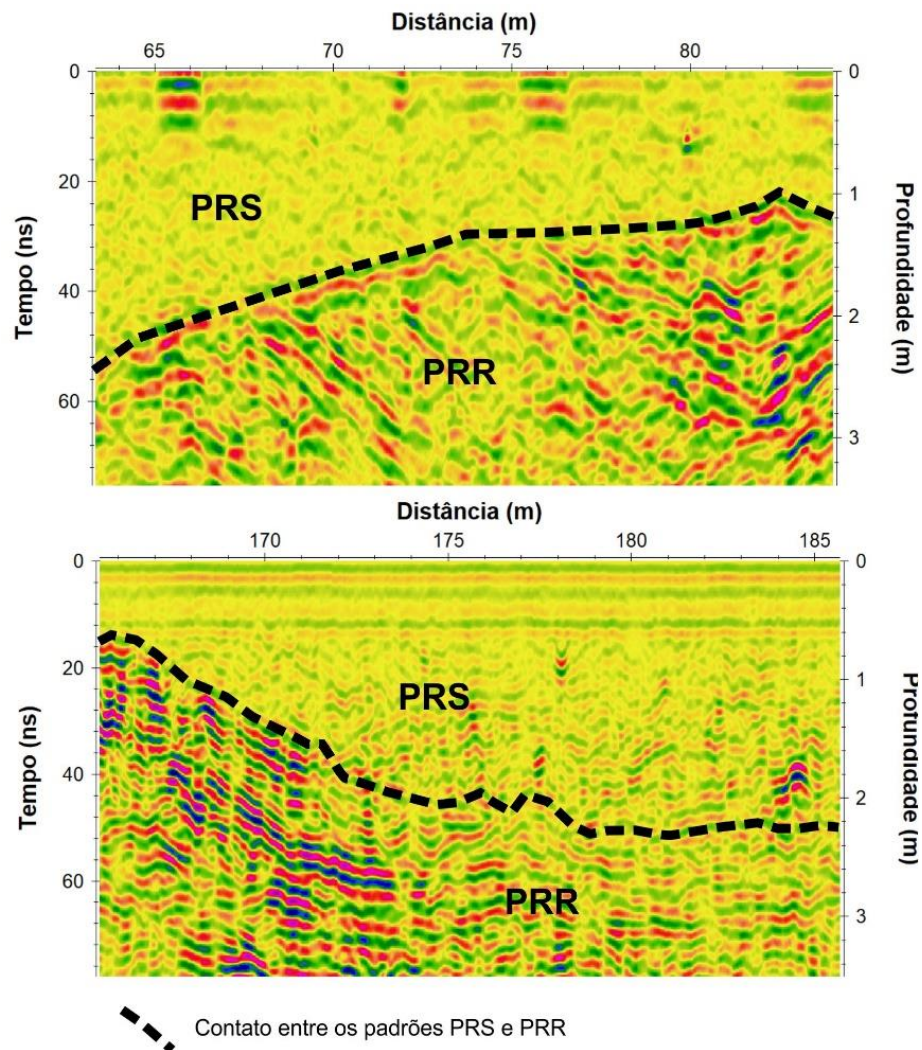 Distância (m)
65 70 75 80
0 0
20
PRS
1
40
2
PRR
60
3
Tempo (ns)
Profundidade (m)
Distância (m)
170 175 180 185
0 0
20
1
PRS
40
2
60
PRR
3
Tempo (ns)
Profundidade (m)
Contato entre os padrões PRS e PRR